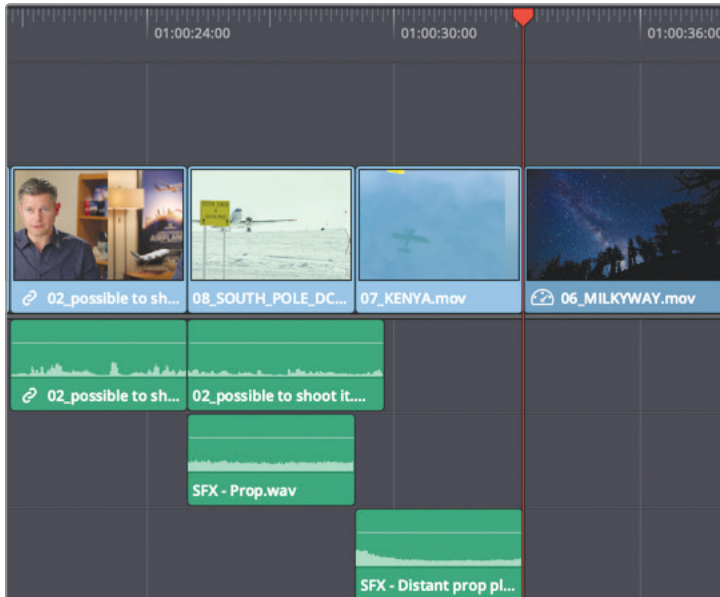 01:00:24:00
01:00:30:00
01:00:36:00
02_possible to sh...
08_SOUTH_POLE_DC...
07_KENYA.mov
06_MILKYWAY.mov
02_possible to sh...
02_possible to shoot it....
SFX - Prop.wav
SFX - Distant prop pl...